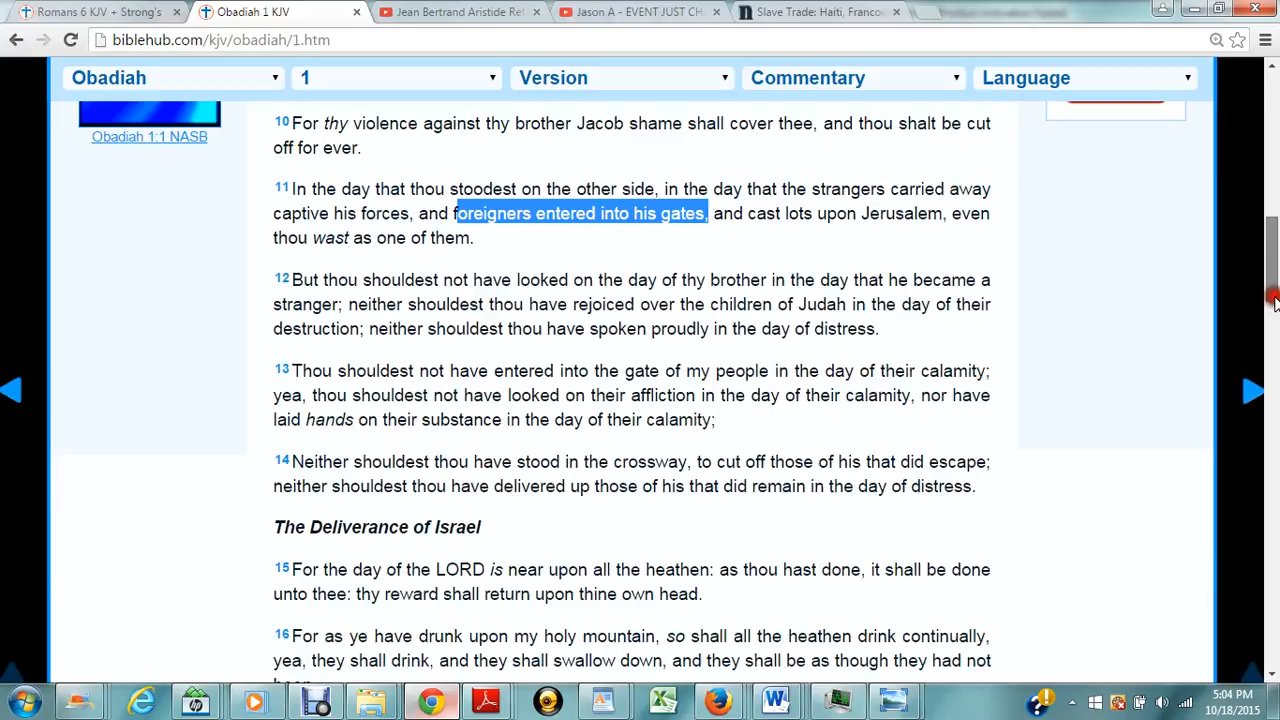 Romans 6 KJV + Strong's
Obadiah 1 KJV
Jean Bertrand Aristide Ret
Jason A - EVENT JUST CH
Slave Trade: Haiti, Franco
biblehub.com/kjv/obadiah/1.htm
Obadiah 1 Version Commentary Language
Obadiah 1:1 NASB
10 For thy violence against thy brother Jacob shame shall cover thee, and thou shalt be cut
off for ever.
11 In the day that thou stoodest on the other side, in the day that the strangers carried away
captive his forces, and foreigners entered into his gates, and cast lots upon Jerusalem, even
thou wast as one of them.
12 But thou shouldest not have looked on the day of thy brother in the day that he became a
stranger; neither shouldest thou have rejoiced over the children of Judah in the day of their
destruction; neither shouldest thou have spoken proudly in the day of distress.
13 Thou shouldest not have entered into the gate of my people in the day of their calamity;
yea, thou shouldest not have looked on their affliction in the day of their calamity, nor have
laid hands on their substance in the day of their calamity;
14 Neither shouldest thou have stood in the crossway, to cut off those of his that did escape;
neither shouldest thou have delivered up those of his that did remain in the day of distress.
The Deliverance of Israel
15 For the day of the LORD is near upon all the heathen: as thou hast done, it shall be done
unto thee: thy reward shall return upon thine own head.
16 For as ye have drunk upon my holy mountain, so shall all the heathen drink continually,
yea, they shall drink, and they shall swallow down, and they shall be as though they had not
5:04 PM
10/18/2015